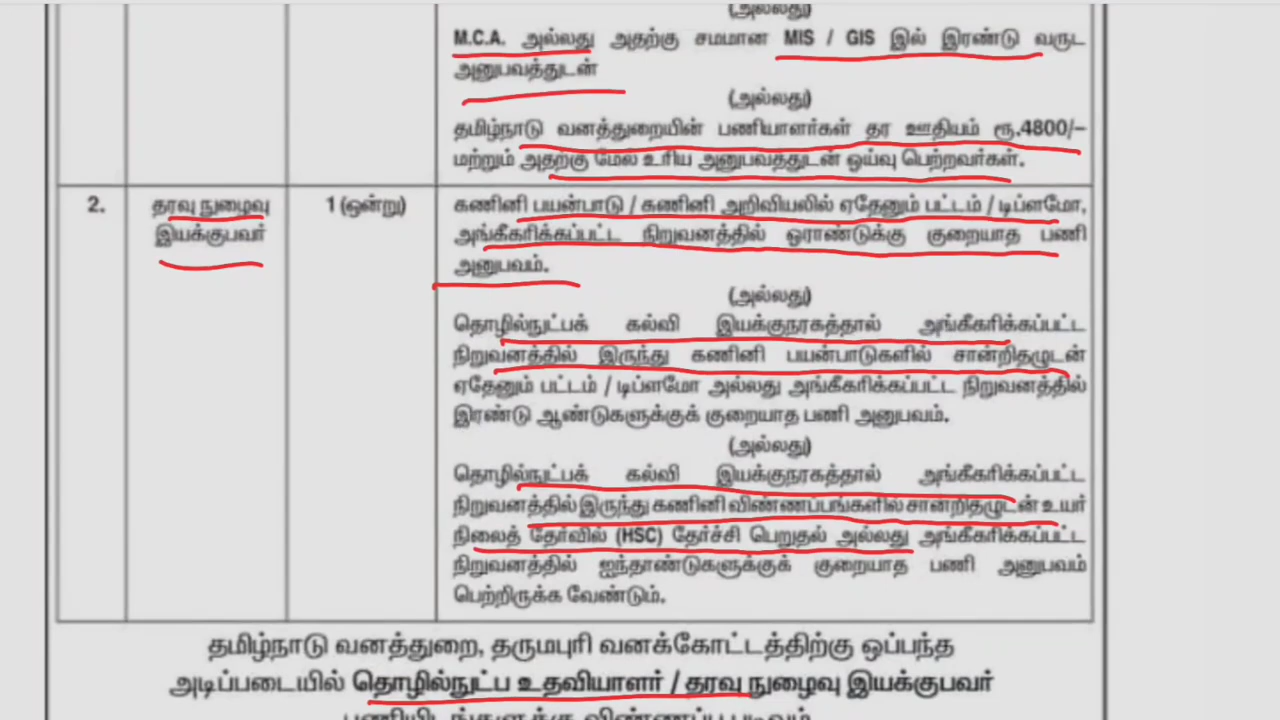 (அல்லது)
M.C.A. அல்லது அதற்கு சமமான MIS / GIS இல் இரண்டு வருட
அனுபவத்துடன்
(அல்லது)
தமிழ்நாடு வனத்துறையின் பணியாளர்கள் தர ஊதியம் ரூ.4800/–
மற்றும் அதற்கு மேல் உரிய அனுபவத்துடன் ஓய்வு பெற்றவர்கள்.
2. தரவு நுழைவு இயக்குபவர் 1 (ஒன்று)
கணினி பயன்பாடு / கணினி அறிவியலில் ஏதேனும் பட்டம் / டிப்ளமோ,
அங்கீகரிக்கப்பட்ட நிறுவனத்தில் ஓராண்டுக்கு குறையாத பணி
அனுபவம்.
(அல்லது)
தொழில்நுட்பக் கல்வி இயக்குநரகத்தால் அங்கீகரிக்கப்பட்ட
நிறுவனத்தில் இருந்து கணினி பயன்பாடுகளில் சான்றிதழுடன்
ஏதேனும் பட்டம் / டிப்ளமோ அல்லது அங்கீகரிக்கப்பட்ட நிறுவனத்தில்
இரண்டு ஆண்டுகளுக்குக் குறையாத பணி அனுபவம்.
(அல்லது)
தொழில்நுட்பக் கல்வி இயக்குநரகத்தால் அங்கீகரிக்கப்பட்ட
நிறுவனத்தில் இருந்து கணினி விண்ணப்பங்களில் சான்றிதழுடன் உயர்
நிலைத் தேர்வில் (HSC) தேர்ச்சி பெறுதல் அல்லது அங்கீகரிக்கப்பட்ட
நிறுவனத்தில் ஐந்தாண்டுகளுக்குக் குறையாத பணி அனுபவம்
பெற்றிருக்க வேண்டும்.
தமிழ்நாடு வனத்துறை, தருமபுரி வனக்கோட்டத்திற்கு ஒப்பந்த
அடிப்படையில் தொழில்நுட்ப உதவியாளர் / தரவு நுழைவு இயக்குபவர்
பணியிடங்களுக்கு விண்ணப்ப படிவம்